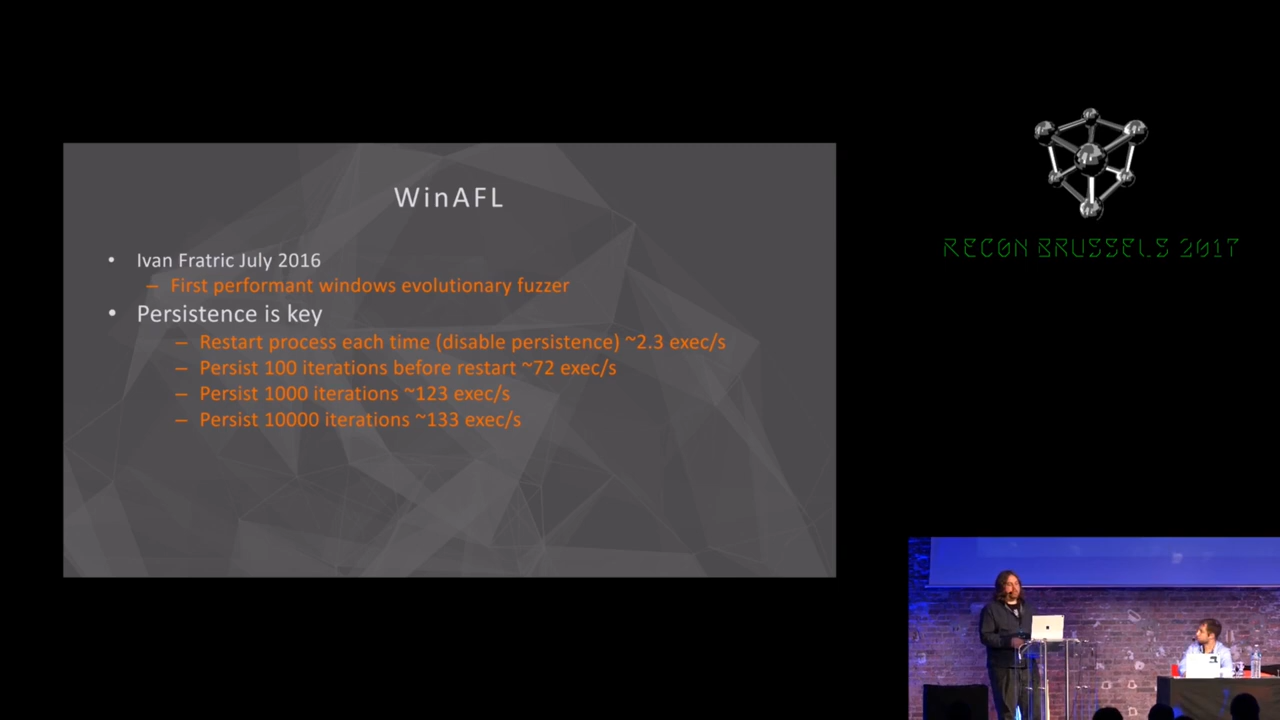 WinAFL
• Ivan Fratric July 2016
– First performant windows evolutionary fuzzer
• Persistence is key
– Restart process each time (disable persistence) ~2.3 exec/s
– Persist 100 iterations before restart ~72 exec/s
– Persist 1000 iterations ~123 exec/s
– Persist 10000 iterations ~133 exec/s
RECON BRUSSELS 2017